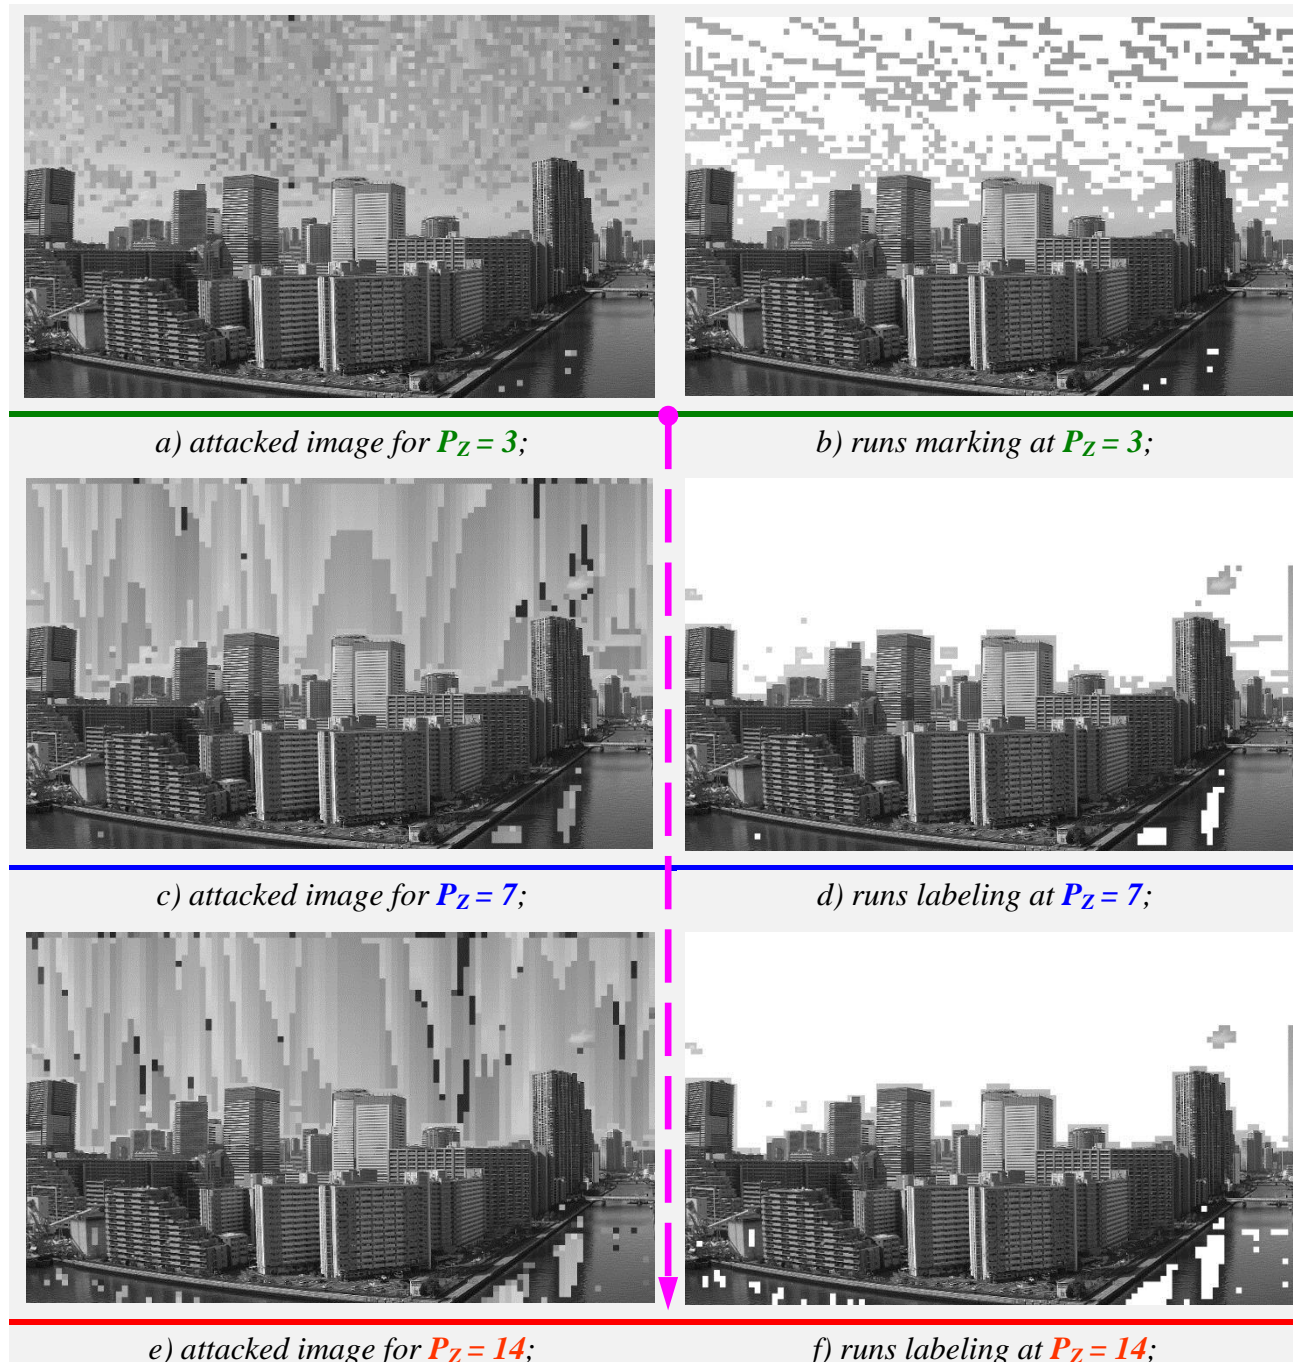 a) attacked image for PZ = 3;
b) runs marking at PZ = 3;
c) attacked image for PZ = 7;
d) runs labeling at PZ = 7;
e) attacked image for PZ = 14;
f) runs labeling at PZ = 14;